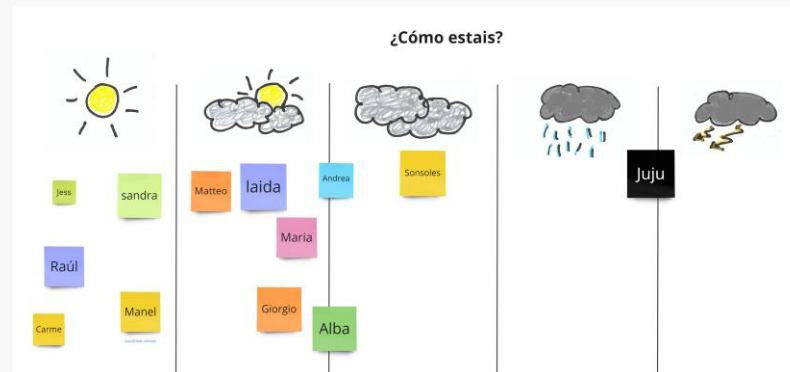 ¿Cómo estais?
Jess
sandra
Matteo
laida
Andrea
Sonsoles
Juju
Maria
Raúl
Carme
Manel
Giorgio
Alba